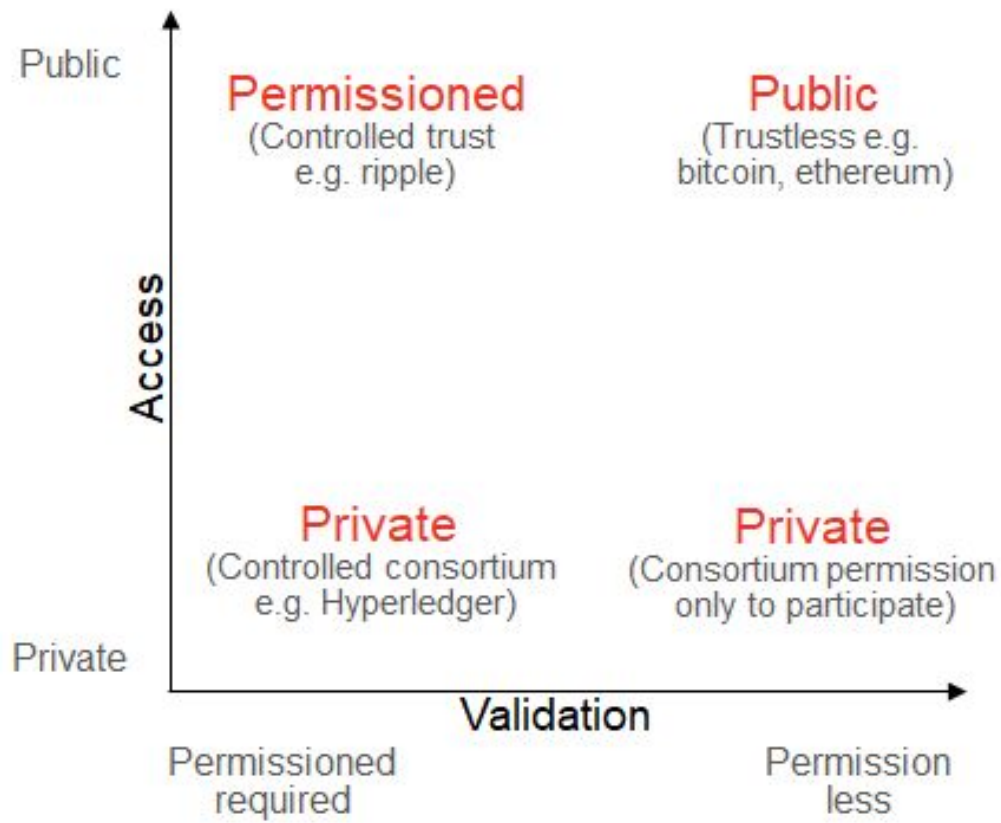 Public
Permissioned
(Controlled trust
e.g. ripple)
Public
(Trustless e.g.
bitcoin, ethereum)
Access
Private
(Controlled consortium
e.g. Hyperledger)
Private
(Consortium permission
only to participate)
Private
Validation
Permissioned
required
Permission
less